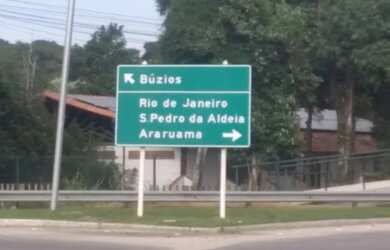 Búzios
Rio de Janeiro
S.Pedro da Aldeia
Araruama